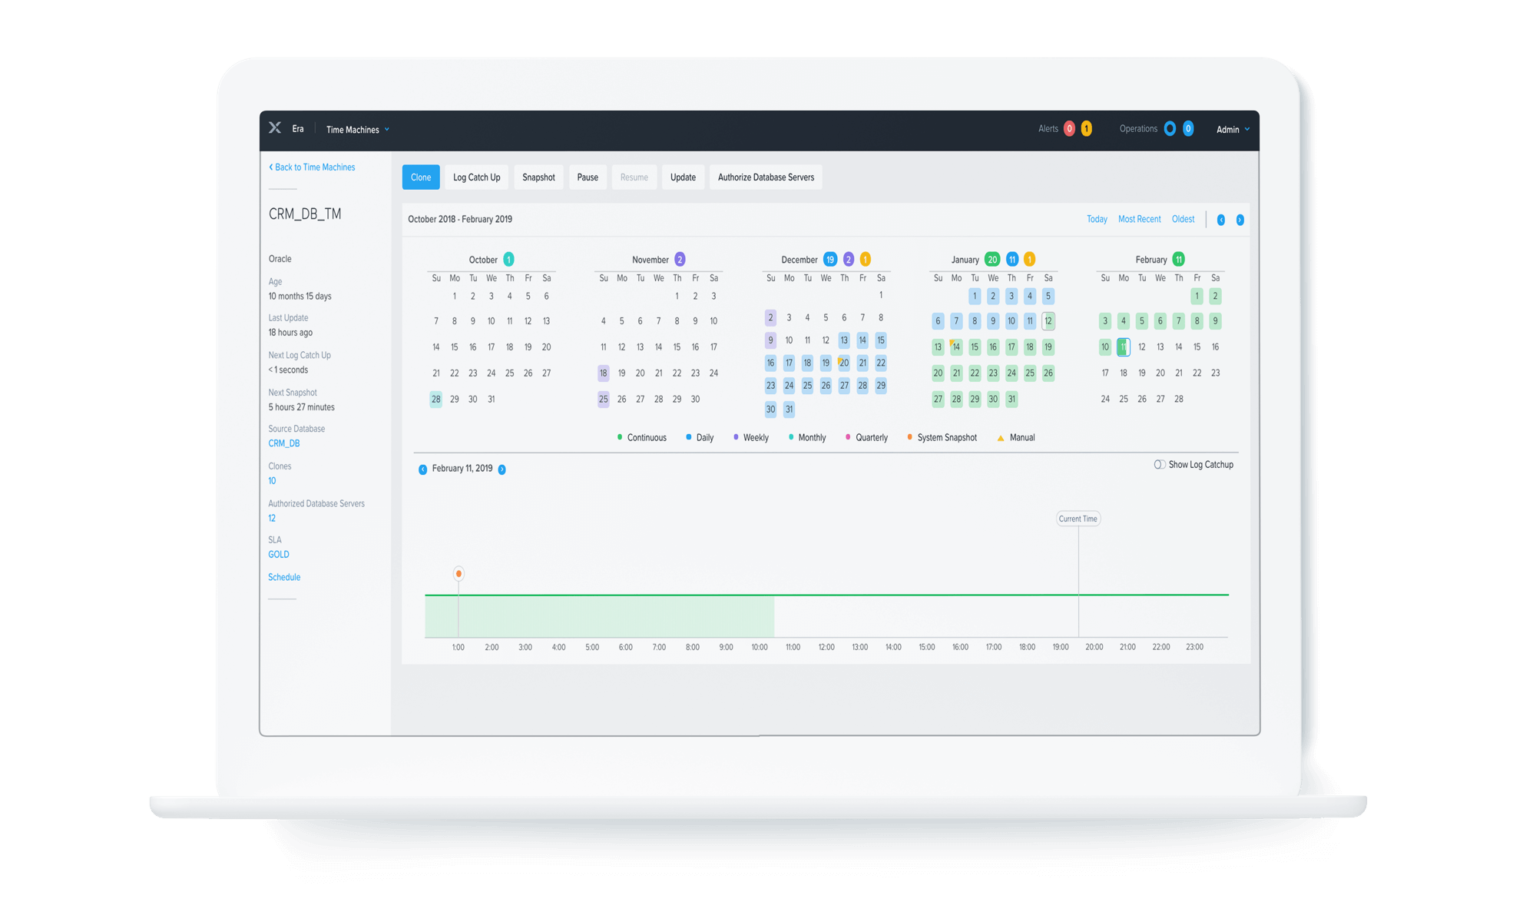 Era Time Machines Alerts 0 1 Operations 0 Admin
Back to Time Machines
CRM_DB_TM
Oracle
Age
10 months 15 days
Last Update
18 hours ago
Next Log Catch Up
< 1 seconds
Next Snapshot
5 hours 27 minutes
Source Database
CRM_DB
Clones
10
Authorized Database Servers
12
SLA
GOLD
Schedule
Clone Log Catch Up Snapshot Pause Resume Update Authorize Database Servers
October 2018 - February 2019 Today Most Recent Oldest
October 1
Su Mo Tu We Th Fr Sa
1 2 3 4 5 6
7 8 9 10 11 12 13
14 15 16 17 18 19 20
21 22 23 24 25 26 27
28 29 30 31
November 2
Su Mo Tu We Th Fr Sa
1 2 3
4 5 6 7 8 9 10
11 12 13 14 15 16 17
18 19 20 21 22 23 24
25 26 27 28 29 30
December 19 2 1
Su Mo Tu We Th Fr Sa
1
2 3 4 5 6 7 8
9 10 11 12 13 14 15
16 17 18 19 20 21 22
23 24 25 26 27 28 29
30 31
January 20 11 1
Su Mo Tu We Th Fr Sa
1 2 3 4 5
6 7 8 9 10 11 12
13 14 15 16 17 18 19
20 21 22 23 24 25 26
27 28 29 30 31
February 11
Su Mo Tu We Th Fr Sa
1 2
3 4 5 6 7 8 9
10 11 12 13 14 15 16
17 18 19 20 21 22 23
24 25 26 27 28
Continuous Daily Weekly Monthly Quarterly System Snapshot Manual
February 11, 2019 Show Log Catchup
Current Time
1:00 2:00 3:00 4:00 5:00 6:00 7:00 8:00 9:00 10:00 11:00 12:00 13:00 14:00 15:00 16:00 17:00 18:00 19:00 20:00 21:00 22:00 23:00